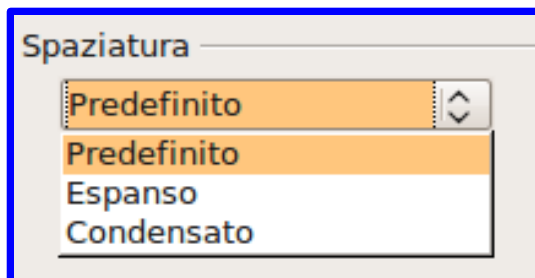 Spaziatura
Predefinito
Predefinito
Espanso
Condensato